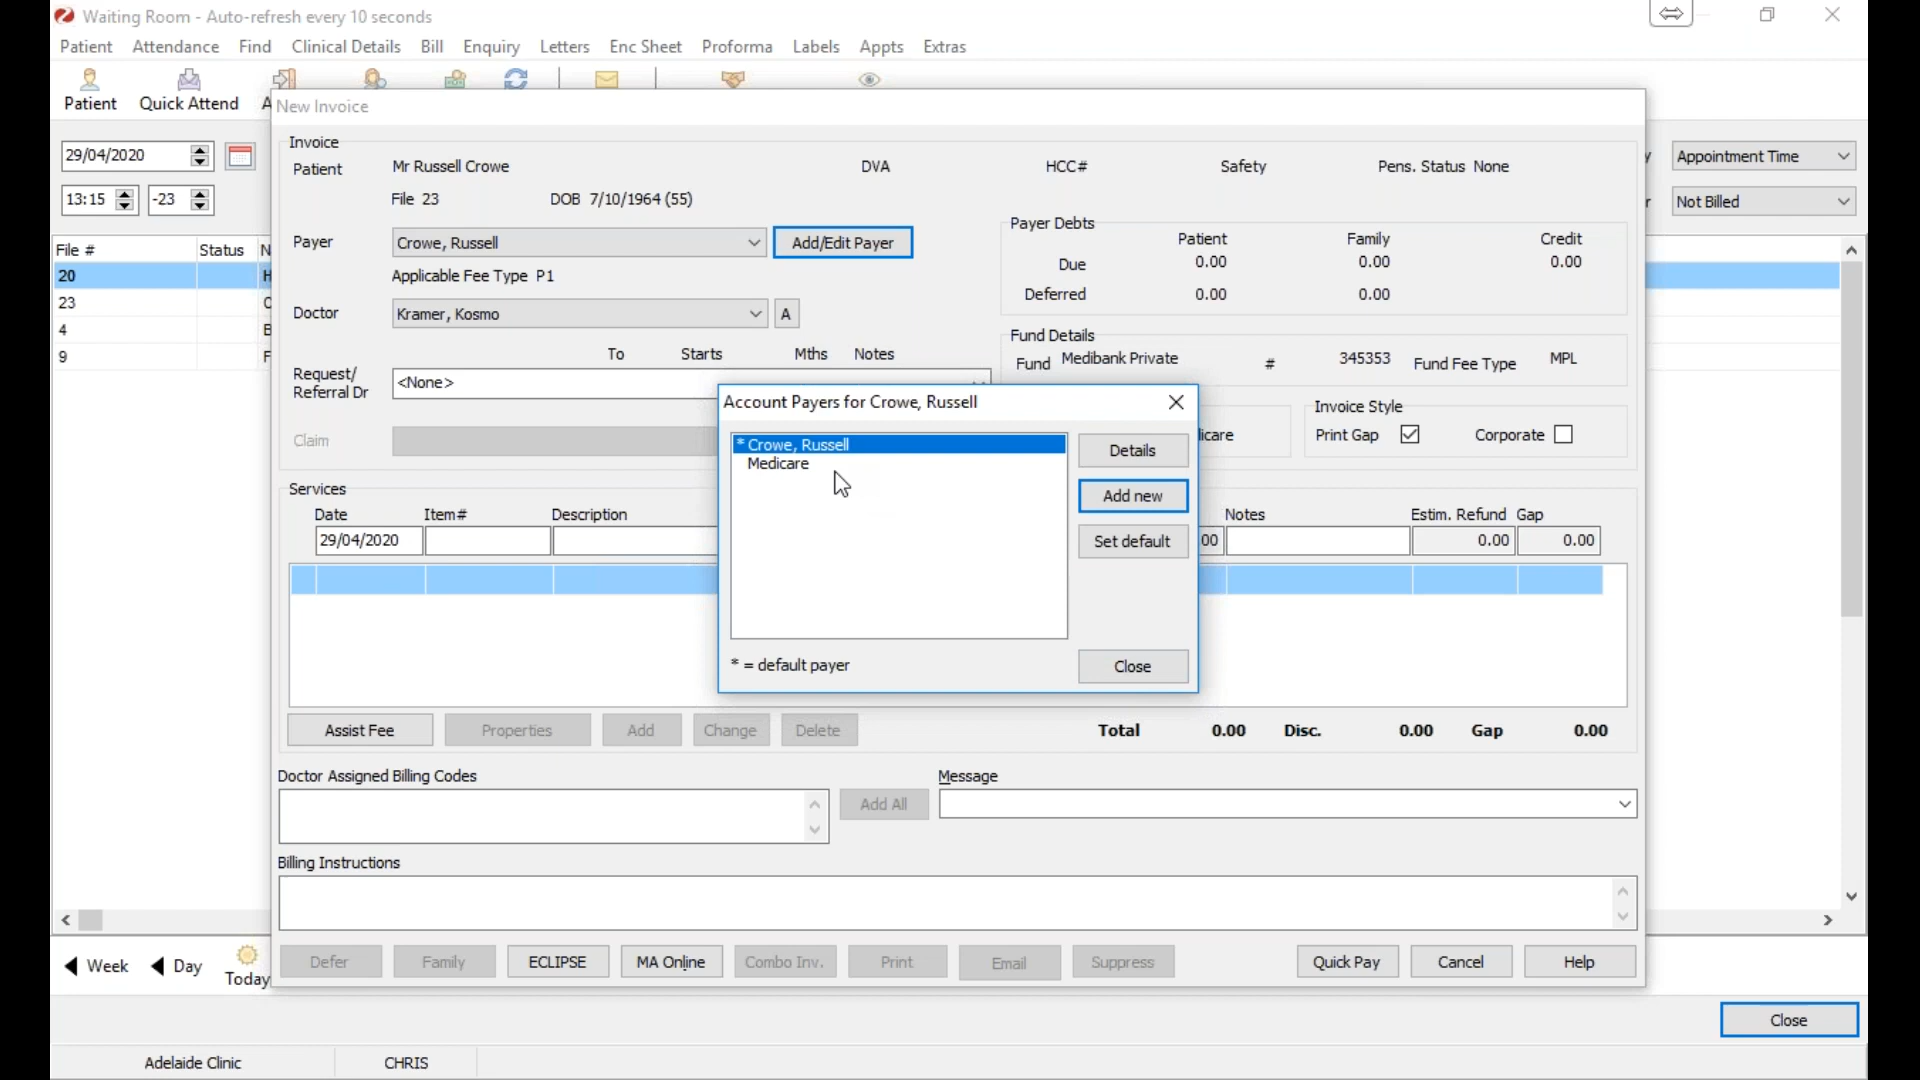 Waiting Room - Auto-refresh every 10 seconds
Patient Attendance Find Clinical Details Bill Enquiry Letters Enc Sheet Proforma Labels Appts Extras
Patient Quick Attend A
New Invoice
29/04/2020
13:15 -23
Appointment Time
Not Billed
File # Status N
20 H
23 C
4 B
9 F
Invoice
Patient Mr Russell Crowe DVA HCC# Safety Pens. Status None
File 23 DOB 7/10/1964 (55)
Payer Crowe, Russell Add/Edit Payer
Applicable Fee Type P1
Payer Debts
Patient Family Credit
Due 0.00 0.00 0.00
Deferred 0.00 0.00
Doctor Kramer, Kosmo A
To Starts Mths Notes
Request/
Referral Dr <None>
Claim
Fund Details
Fund Medibank Private # 345353 Fund Fee Type MPL
icare
Invoice Style
Print Gap Corporate
Account Payers for Crowe, Russell
* Crowe, Russell
Medicare
Details
Add new
Set default
* = default payer
Close
Services
Date Item# Description Notes Estim. Refund Gap
29/04/2020 00 0.00 0.00
Assist Fee Properties Add Change Delete Total 0.00 Disc. 0.00 Gap 0.00
Doctor Assigned Billing Codes
Add All
Message
Billing Instructions
Defer Family ECLIPSE MA Online Combo Inv. Print Email Suppress Quick Pay Cancel Help
Week Day Today
Close
Adelaide Clinic CHRIS